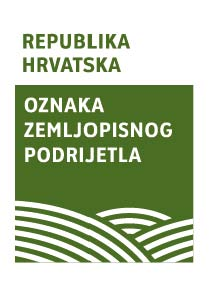 REPUBLIKA
HRVATSKA
OZNAKA
ZEMLJOPISNOG
PODRIJETLA